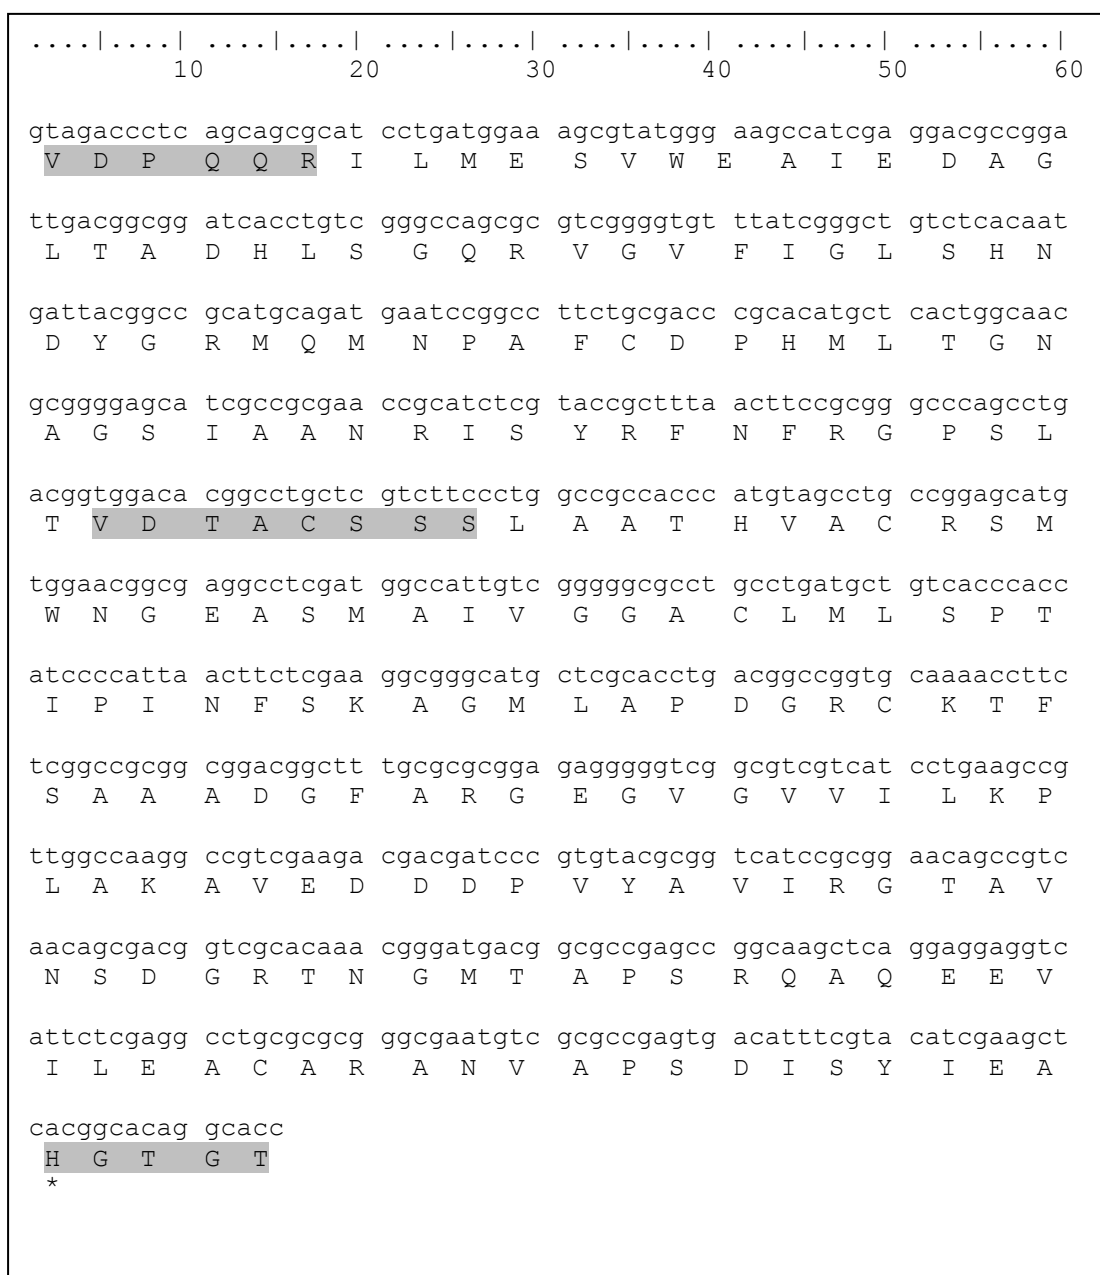 ....|....| ....|....| ....|....| ....|....| ....|....| ....|....|
10 20 30 40 50 60
gtagaccctc agcagcgcat cctgatggaa agcgtatggg aagccatcga ggacgccgga
V D P Q Q R I L M E S V W E A I E D A G
ttgacggcgg atcacctgtc gggccagcgc gtcggggtgt ttatcgggct gtctcacaat
L T A D H L S G Q R V G V F I G L S H N
gattacggcc gcatgcagat gaatccggcc ttctgcgacc cgcacatgct cactggcaac
D Y G R M Q M N P A F C D P H M L T G N
gcggggagca tcgccgcgaa ccgcatctcg taccgcttta acttccgcgg gcccagcctg
A G S I A A N R I S Y R F N F R G P S L
acggtggaca cggcctgctc gtcttccctg gccgccaccc atgtagcctg ccggagcatg
T V D T A C S S S L A A T H V A C R S M
tggaacggcg aggcctcgat ggccattgtc gggggcgcct gcctgatgct gtcacccacc
W N G E A S M A I V G G A C L M L S P T
atccccatta acttctcgaa ggcgggcatg ctcgcacctg acggccggtg caaaaccttc
I P I N F S K A G M L A P D G R C K T F
tcggccgcgg cggacggctt tgcgcgcgga gagggggtcg gcgtcgtcat cctgaagccg
S A A A D G F A R G E G V G V V I L K P
ttggccaagg ccgtcgaaga cgacgatccc gtgtacgcgg tcatccgcgg aacagccgtc
L A K A V E D D D P V Y A V I R G T A V
aacagcgacg gtcgcacaaa cgggatgacg gcgccgagcc ggcaagctca ggaggaggtc
N S D G R T N G M T A P S R Q A Q E E V
attctcgagg cctgcgcgcg ggcgaatgtc gcgccgagtg acatttcgta catcgaagct
I L E A C A R A N V A P S D I S Y I E A
cacggcacag gcacc
H G T G T
*